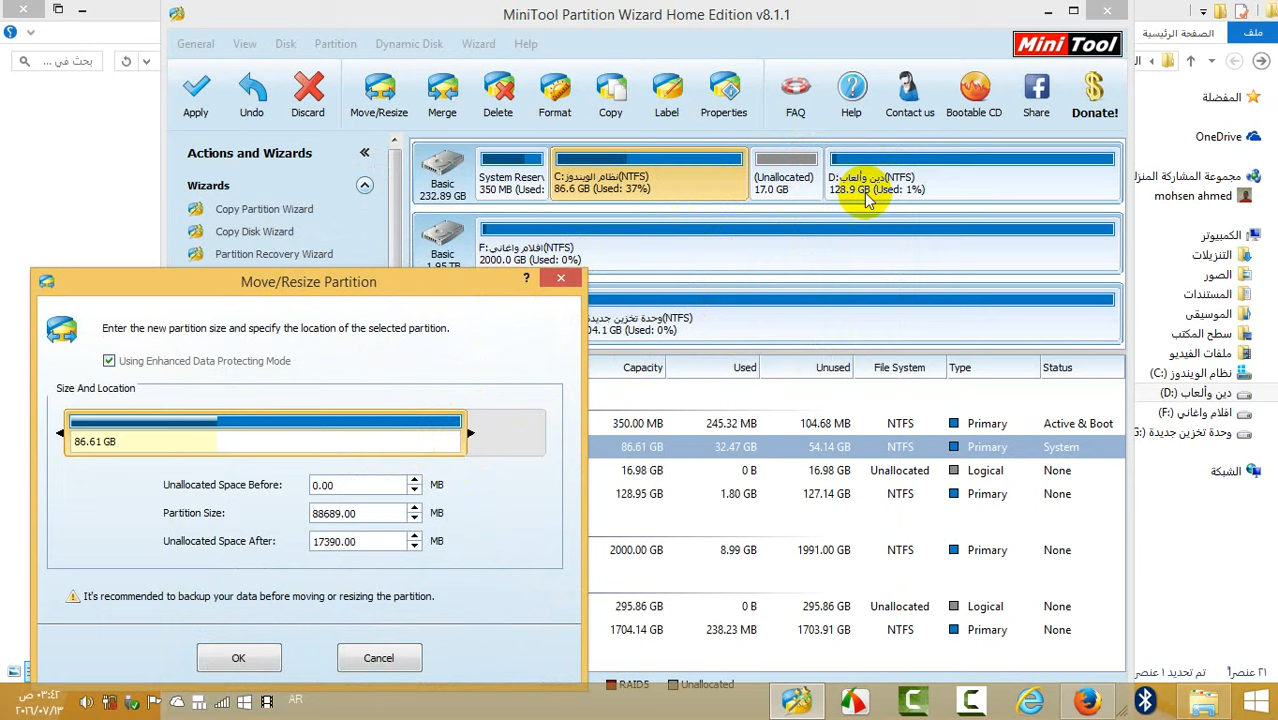 MiniTool Partition Wizard Home Edition v8.1.1
General View Disk Partition Dynamic Disk Wizard Help
Mini Tool
Apply Undo Discard Move/Resize Merge Delete Format Copy Label Properties FAQ Help Contact us Bootable CD Share Donate!
Actions and Wizards
Wizards
Copy Partition Wizard
Copy Disk Wizard
Partition Recovery Wizard
Basic
232.89 GB
System Reserv
350 MB (Used:
C:نظام الويندوز(NTFS)
86.6 GB (Used: 37%)
(Unallocated)
17.0 GB
D:دين وألعاب(NTFS)
128.9 GB (Used: 1%)
Basic
1.95 TB
F:افلام واغاني(NTFS)
2000.0 GB (Used: 0%)
وحدة تخزين جديدة(NTFS)
04.1 GB (Used: 0%)
Move/Resize Partition
Enter the new partition size and specify the location of the selected partition.
Using Enhanced Data Protecting Mode
Size And Location
86.61 GB
Unallocated Space Before: 0.00 MB
Partition Size: 88689.00 MB
Unallocated Space After: 17390.00 MB
It's recommended to backup your data before moving or resizing the partition.
OK Cancel
Capacity Used Unused File System Type Status
350.00 MB 245.32 MB 104.68 MB NTFS Primary Active & Boot
86.61 GB 32.47 GB 54.14 GB NTFS Primary System
16.98 GB 0 B 16.98 GB Unallocated Logical None
128.95 GB 1.80 GB 127.14 GB NTFS Primary None
2000.00 GB 8.99 GB 1991.00 GB NTFS Primary None
295.86 GB 0 B 295.86 GB Unallocated Logical None
1704.14 GB 238.23 MB 1703.91 GB NTFS Primary None
RAID5 Unallocated
بحث في ...
ملف الصفحة الرئيسية
المفضلة
OneDrive
مجموعة المشاركة المنزل
mohsen ahmed
الكمبيوتر
التنزيلات
الصور
المستندات
الموسيقى
سطح المكتب
ملفات الفيديو
نظام الويندوز (C:)
دين وألعاب (D:)
افلام واغاني (F:)
وحدة تخزين جديدة (G:)
الشبكة
٢١ عنصرا تم تحديد ١ عنصر
AR
٠٣:٤٢ ص
٢٠١٦/٠٧/١٣